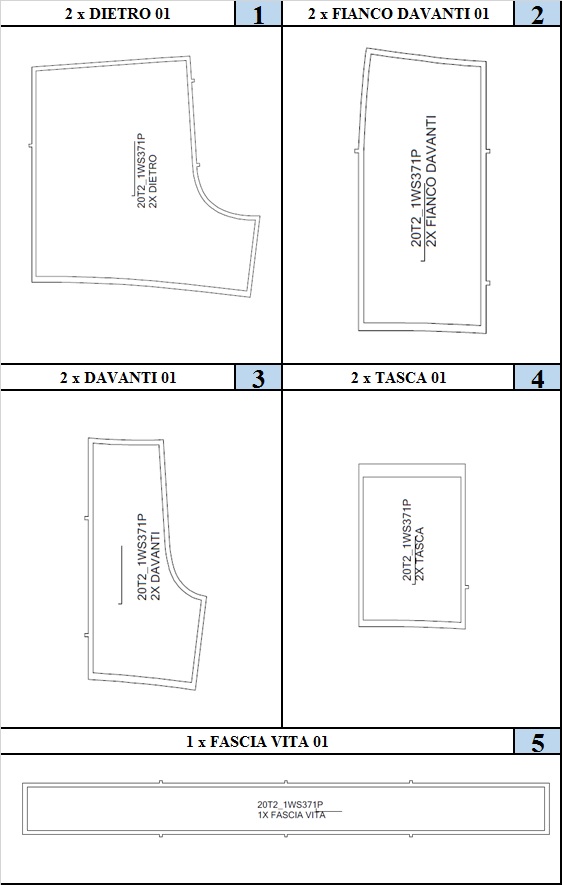 2 x DIETRO 01
1
2 x FIANCO DAVANTI 01
2
20T2_1WS371P
2X DIETRO
20T2_1WS371P
2X FIANCO DAVANTI
2 x DAVANTI 01
3
2 x TASCA 01
4
20T2_1WS371P
2X DAVANTI
20T2_1WS371P
2X TASCA
1 x FASCIA VITA 01
5
20T2_1WS371P
1X FASCIA VITA